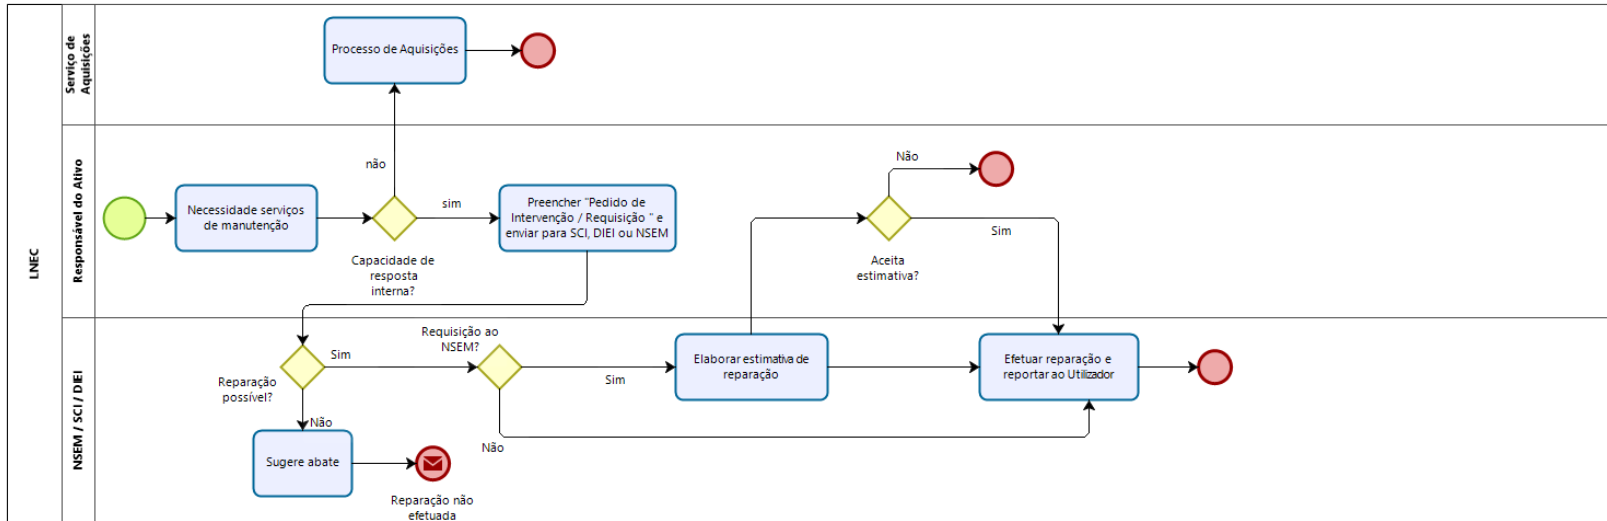 LNEC
Serviço de
Aquisições
Processo de Aquisições
Responsável do Ativo
Necessidade serviços
de manutenção
não
sim
Capacidade de
resposta
interna?
Preencher "Pedido de
Intervenção / Requisição " e
enviar para SCI, DIEI ou NSEM
Não
Sim
Aceita
estimativa?
NSEM / SCI / DIEI
Reparação
possível?
Sim
Não
Requisição ao
NSEM?
Sim
Não
Elaborar estimativa de
reparação
Efetuar reparação e
reportar ao Utilizador
Sugere abate
Reparação não
efetuada